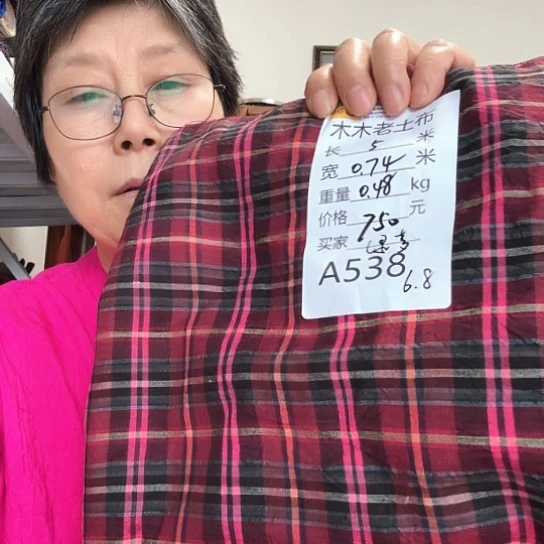 木木老土布
长 5 米
宽 0.74 米
重量 0.48 kg
价格 750 元
买家
A538
6.8